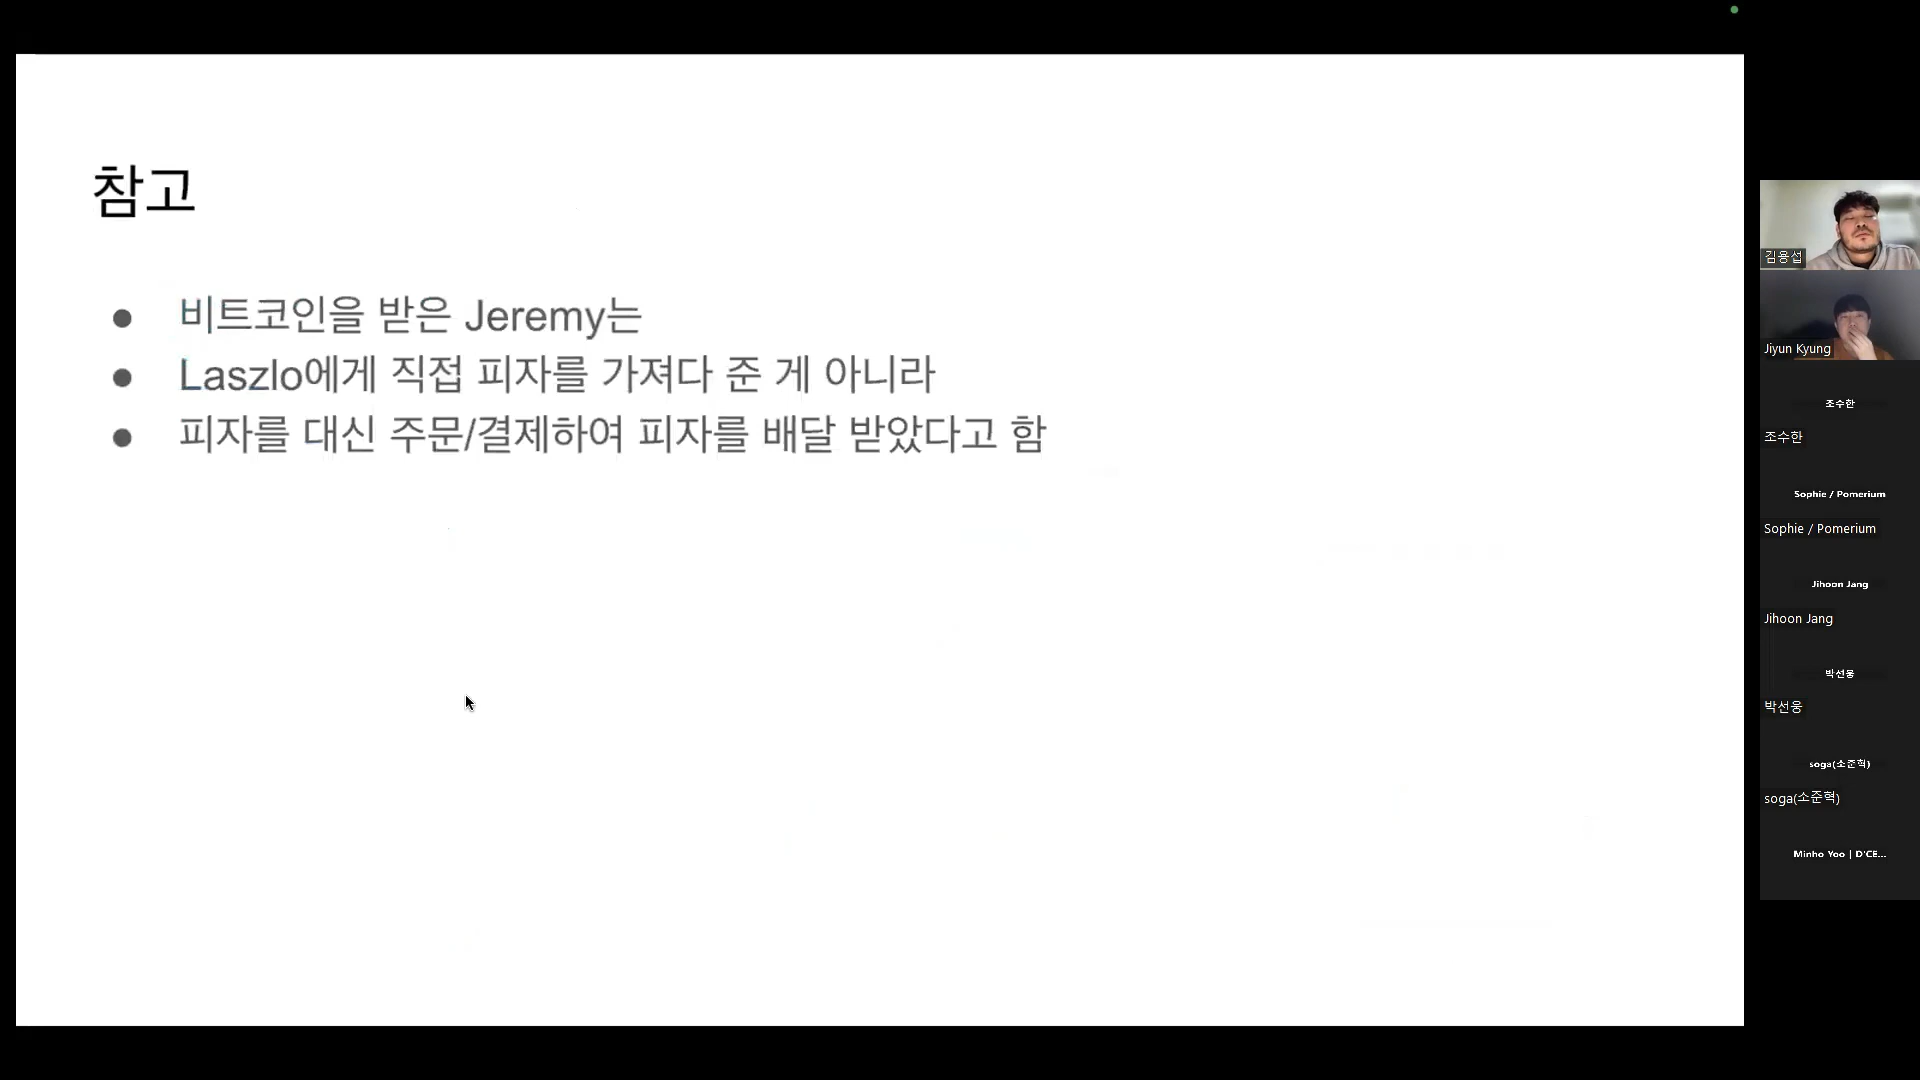 참고
비트코인을 받은 Jeremy는
Laszlo에게 직접 피자를 가져다 준 게 아니라
피자를 대신 주문/결제하여 피자를 배달 받았다고 함
김용섭
Jiyun Kyung
조수한
조수한
Sophie / Pomerium
Sophie / Pomerium
Jihoon Jang
Jihoon Jang
박선웅
박선웅
soga(소준혁)
soga(소준혁)
Minho Yoo | D'CE...